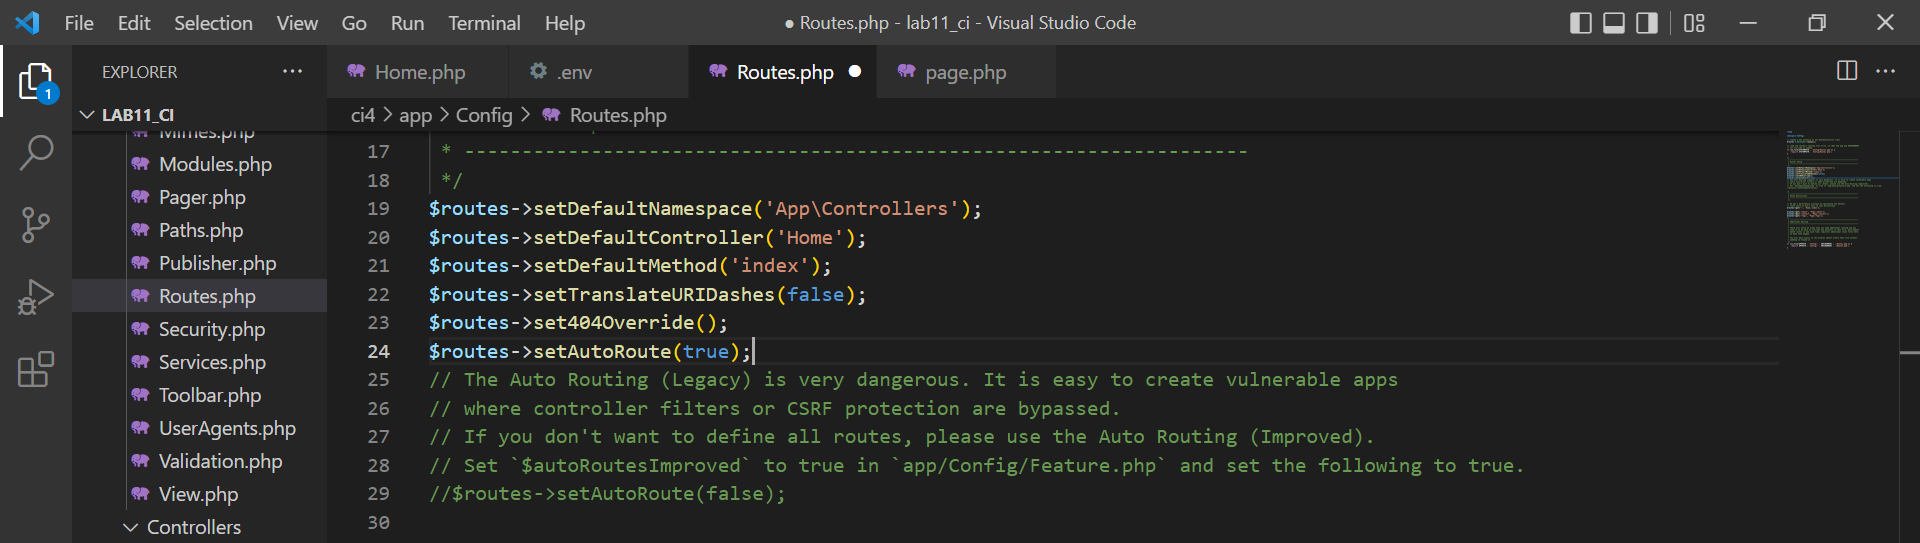 File Edit Selection View Go Run Terminal Help
● Routes.php - lab11_ci - Visual Studio Code
EXPLORER
1
LAB11_CI
Mimes.php
Modules.php
Pager.php
Paths.php
Publisher.php
Routes.php
Security.php
Services.php
Toolbar.php
UserAgents.php
Validation.php
View.php
Controllers
Home.php .env Routes.php page.php
ci4 > app > Config > Routes.php
17 * --------------------------------------------------------------------
18 */
19 $routes->setDefaultNamespace('App\Controllers');
20 $routes->setDefaultController('Home');
21 $routes->setDefaultMethod('index');
22 $routes->setTranslateURIDashes(false);
23 $routes->set404Override();
24 $routes->setAutoRoute(true);
25 // The Auto Routing (Legacy) is very dangerous. It is easy to create vulnerable apps
26 // where controller filters or CSRF protection are bypassed.
27 // If you don't want to define all routes, please use the Auto Routing (Improved).
28 // Set `$autoRoutesImproved` to true in `app/Config/Feature.php` and set the following to true.
29 //$routes->setAutoRoute(false);
30